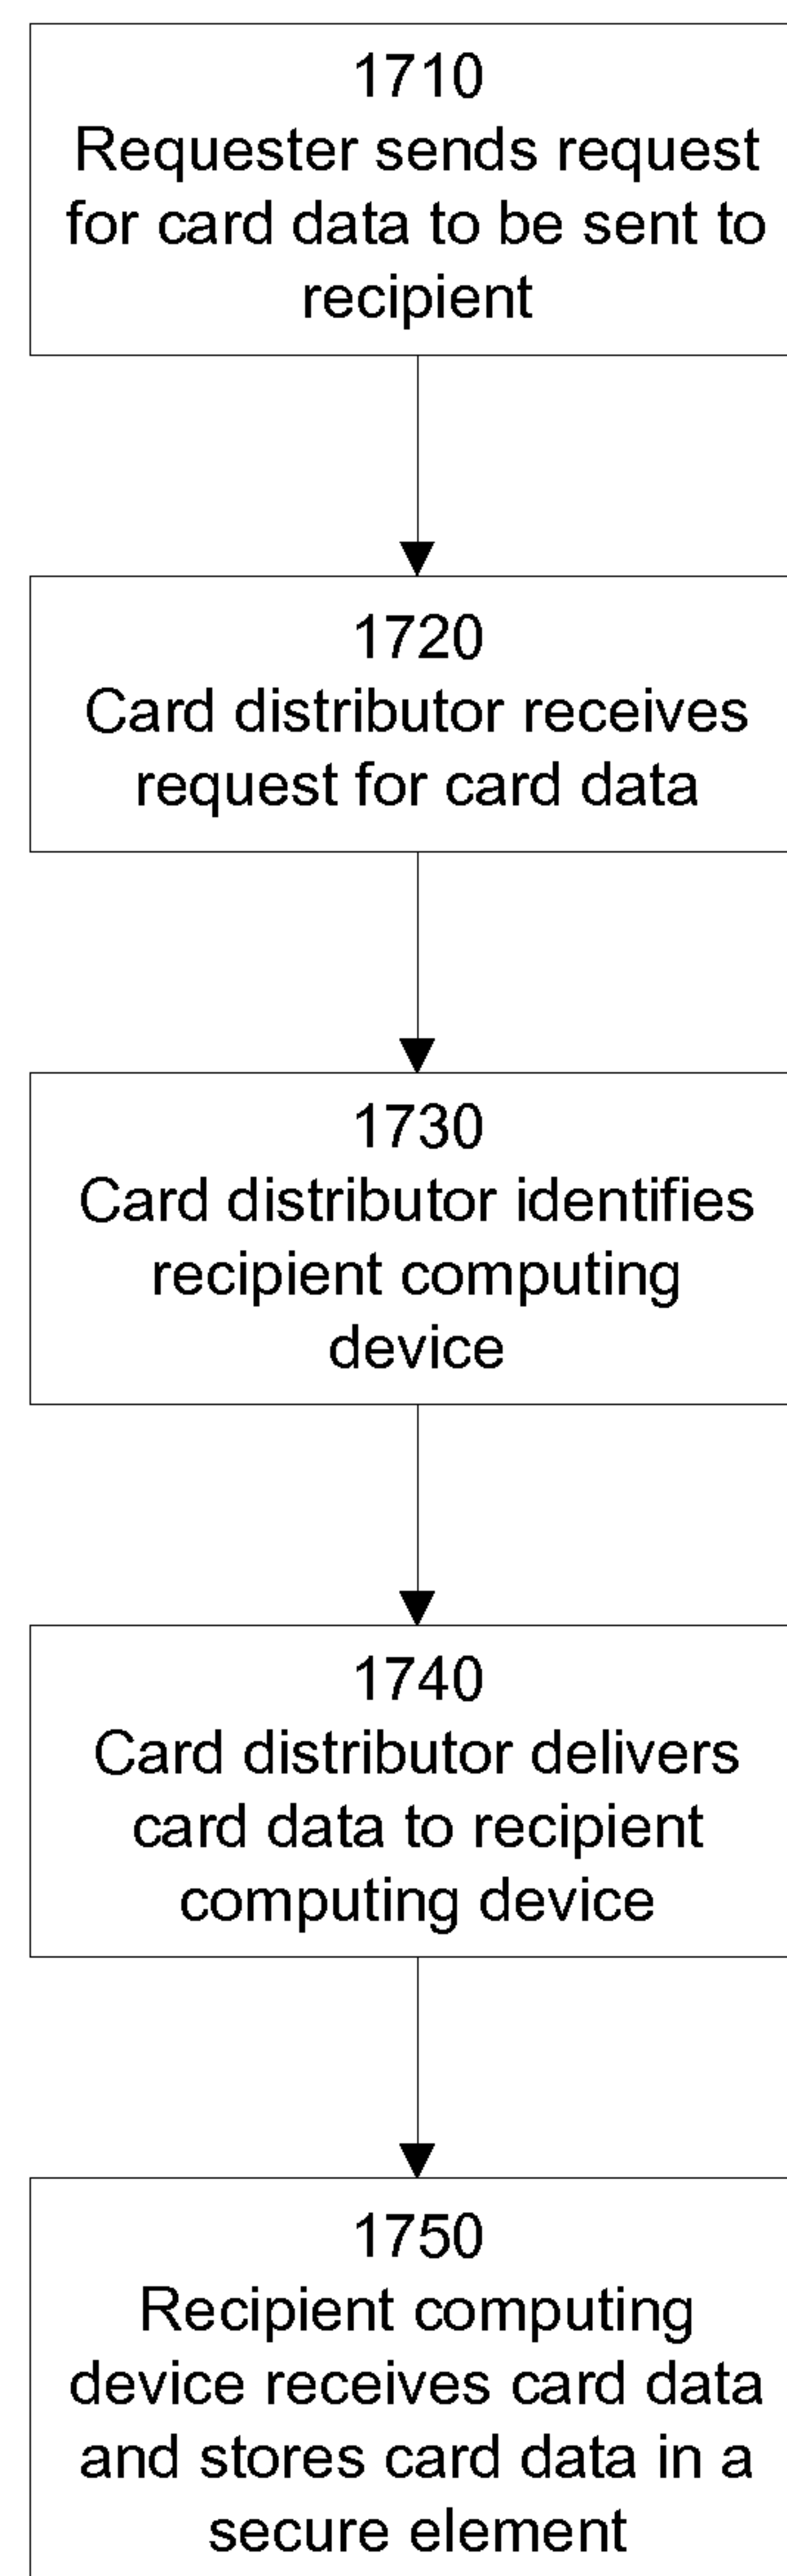 1710
Requester sends request
for card data to be sent to
recipient
1720
Card distributor receives
request for card data
1730
Card distributor identifies
recipient computing
device
1740
Card distributor delivers
card data to recipient
computing device
1750
Recipient computing
device receives card data
and stores card data in a
secure element